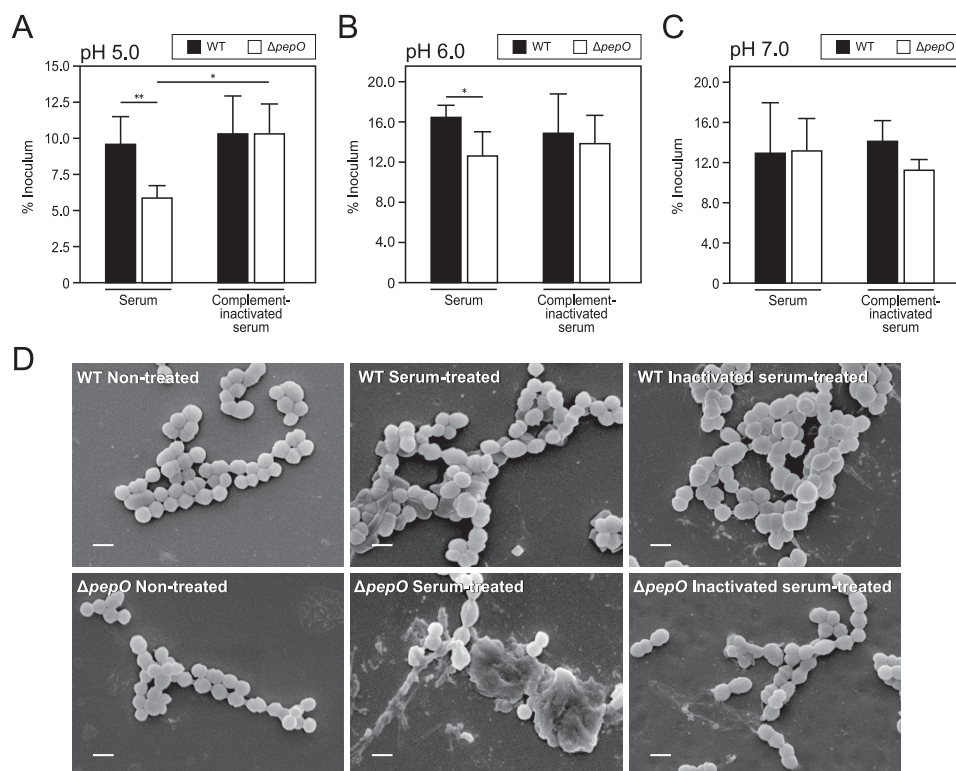 A
pH 5.0
WT
ΔpepO
15.0
12.5
10.0
7.5
5.0
2.5
0
% Inoculum
**
*
Serum
Complement-
inactivated
serum
B
pH 6.0
WT
ΔpepO
20.0
16.0
12.0
8.0
4.0
0
% Inoculum
*
Serum
Complement-
inactivated
serum
C
pH 7.0
WT
ΔpepO
20.0
16.0
12.0
8.0
4.0
0
% Inoculum
Serum
Complement-
inactivated
serum
D
WT Non-treated
WT Serum-treated
WT Inactivated serum-treated
ΔpepO Non-treated
ΔpepO Serum-treated
ΔpepO Inactivated serum-treated